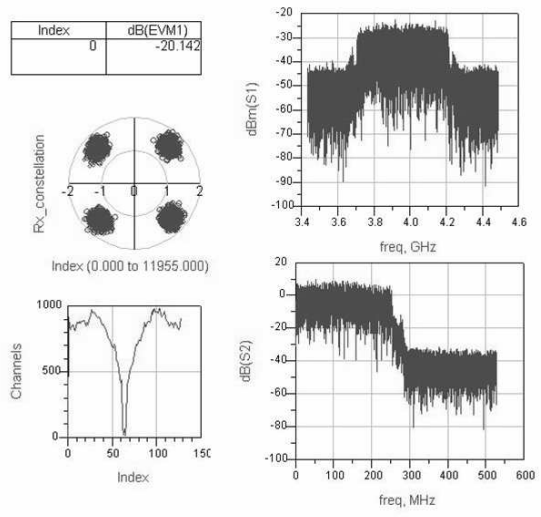 Index dB(EVM1)
0 -20.142
Rx_constellation
-2 -1 0 1 2
Index (0.000 to 11955.000)
dBm(S1)
-20
-30
-40
-50
-60
-70
-80
-90
-100
3.4 3.6 3.8 4.0 4.2 4.4 4.6
freq, GHz
Channels
1000
500
0
0 50 100 150
Index
dB(S2)
20
0
-20
-40
-60
-80
-100
0 100 200 300 400 500 600
freq, MHz